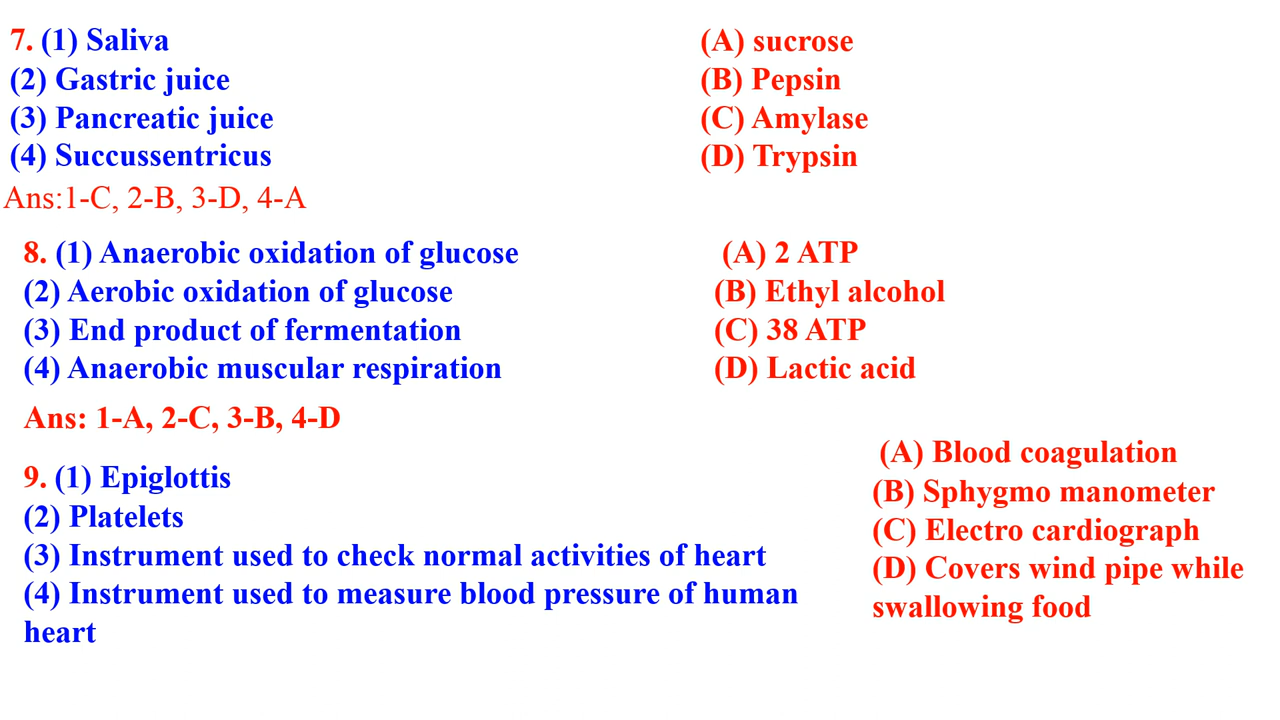 7. (1) Saliva (A) sucrose
(2) Gastric juice (B) Pepsin
(3) Pancreatic juice (C) Amylase
(4) Succussentricus (D) Trypsin
Ans:1-C, 2-B, 3-D, 4-A
8. (1) Anaerobic oxidation of glucose (A) 2 ATP
(2) Aerobic oxidation of glucose (B) Ethyl alcohol
(3) End product of fermentation (C) 38 ATP
(4) Anaerobic muscular respiration (D) Lactic acid
Ans: 1-A, 2-C, 3-B, 4-D
9. (1) Epiglottis
(2) Platelets
(3) Instrument used to check normal activities of heart
(4) Instrument used to measure blood pressure of human
heart
(A) Blood coagulation
(B) Sphygmo manometer
(C) Electro cardiograph
(D) Covers wind pipe while
swallowing food